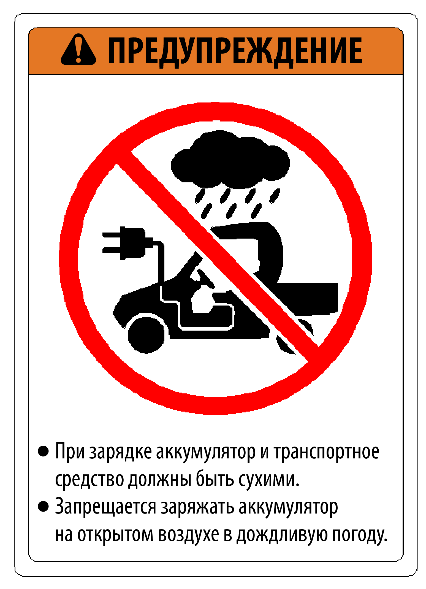 ПРЕДУПРЕЖДЕНИЕ
● При зарядке аккумулятор и транспортное
средство должны быть сухими.
● Запрещается заряжать аккумулятор
на открытом воздухе в дождливую погоду.